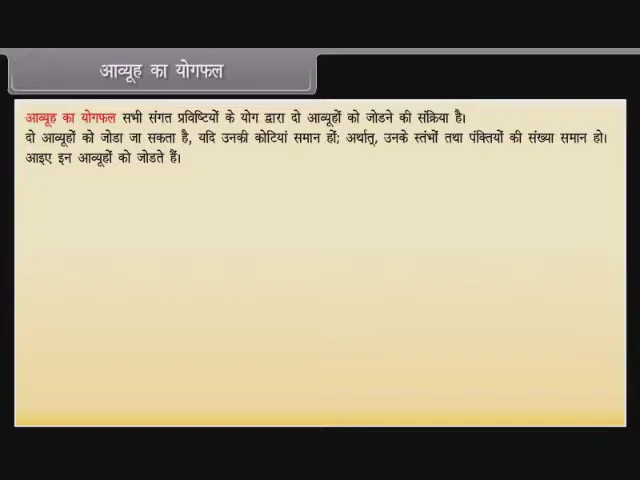 आव्यूह का योगफल
आव्यूह का योगफल सभी संगत प्रविष्टियों के योग द्वारा दो आव्यूहों को जोडने की संक्रिया है।
दो आव्यूहों को जोडा जा सकता है, यदि उनकी कोटियां समान हों; अर्थात्, उनके स्तंभों तथा पंक्तियों की संख्या समान हो।
आइए इन आव्यूहों को जोडते हैं।